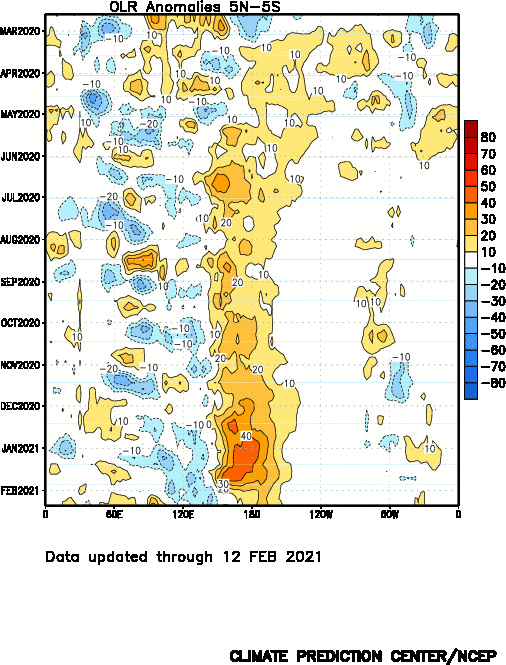 OLR Anomalies 5N-5S
MAR2020
APR2020
MAY2020
JUN2020
JUL2020
AUG2020
SEP2020
OCT2020
NOV2020
DEC2020
JAN2021
FEB2021
0 60E 120E 180 120W 60W 0
80
70
60
50
40
30
20
10
-10
-20
-30
-40
-50
-60
-70
-80
Data updated through 12 FEB 2021
CLIMATE PREDICTION CENTER/NCEP